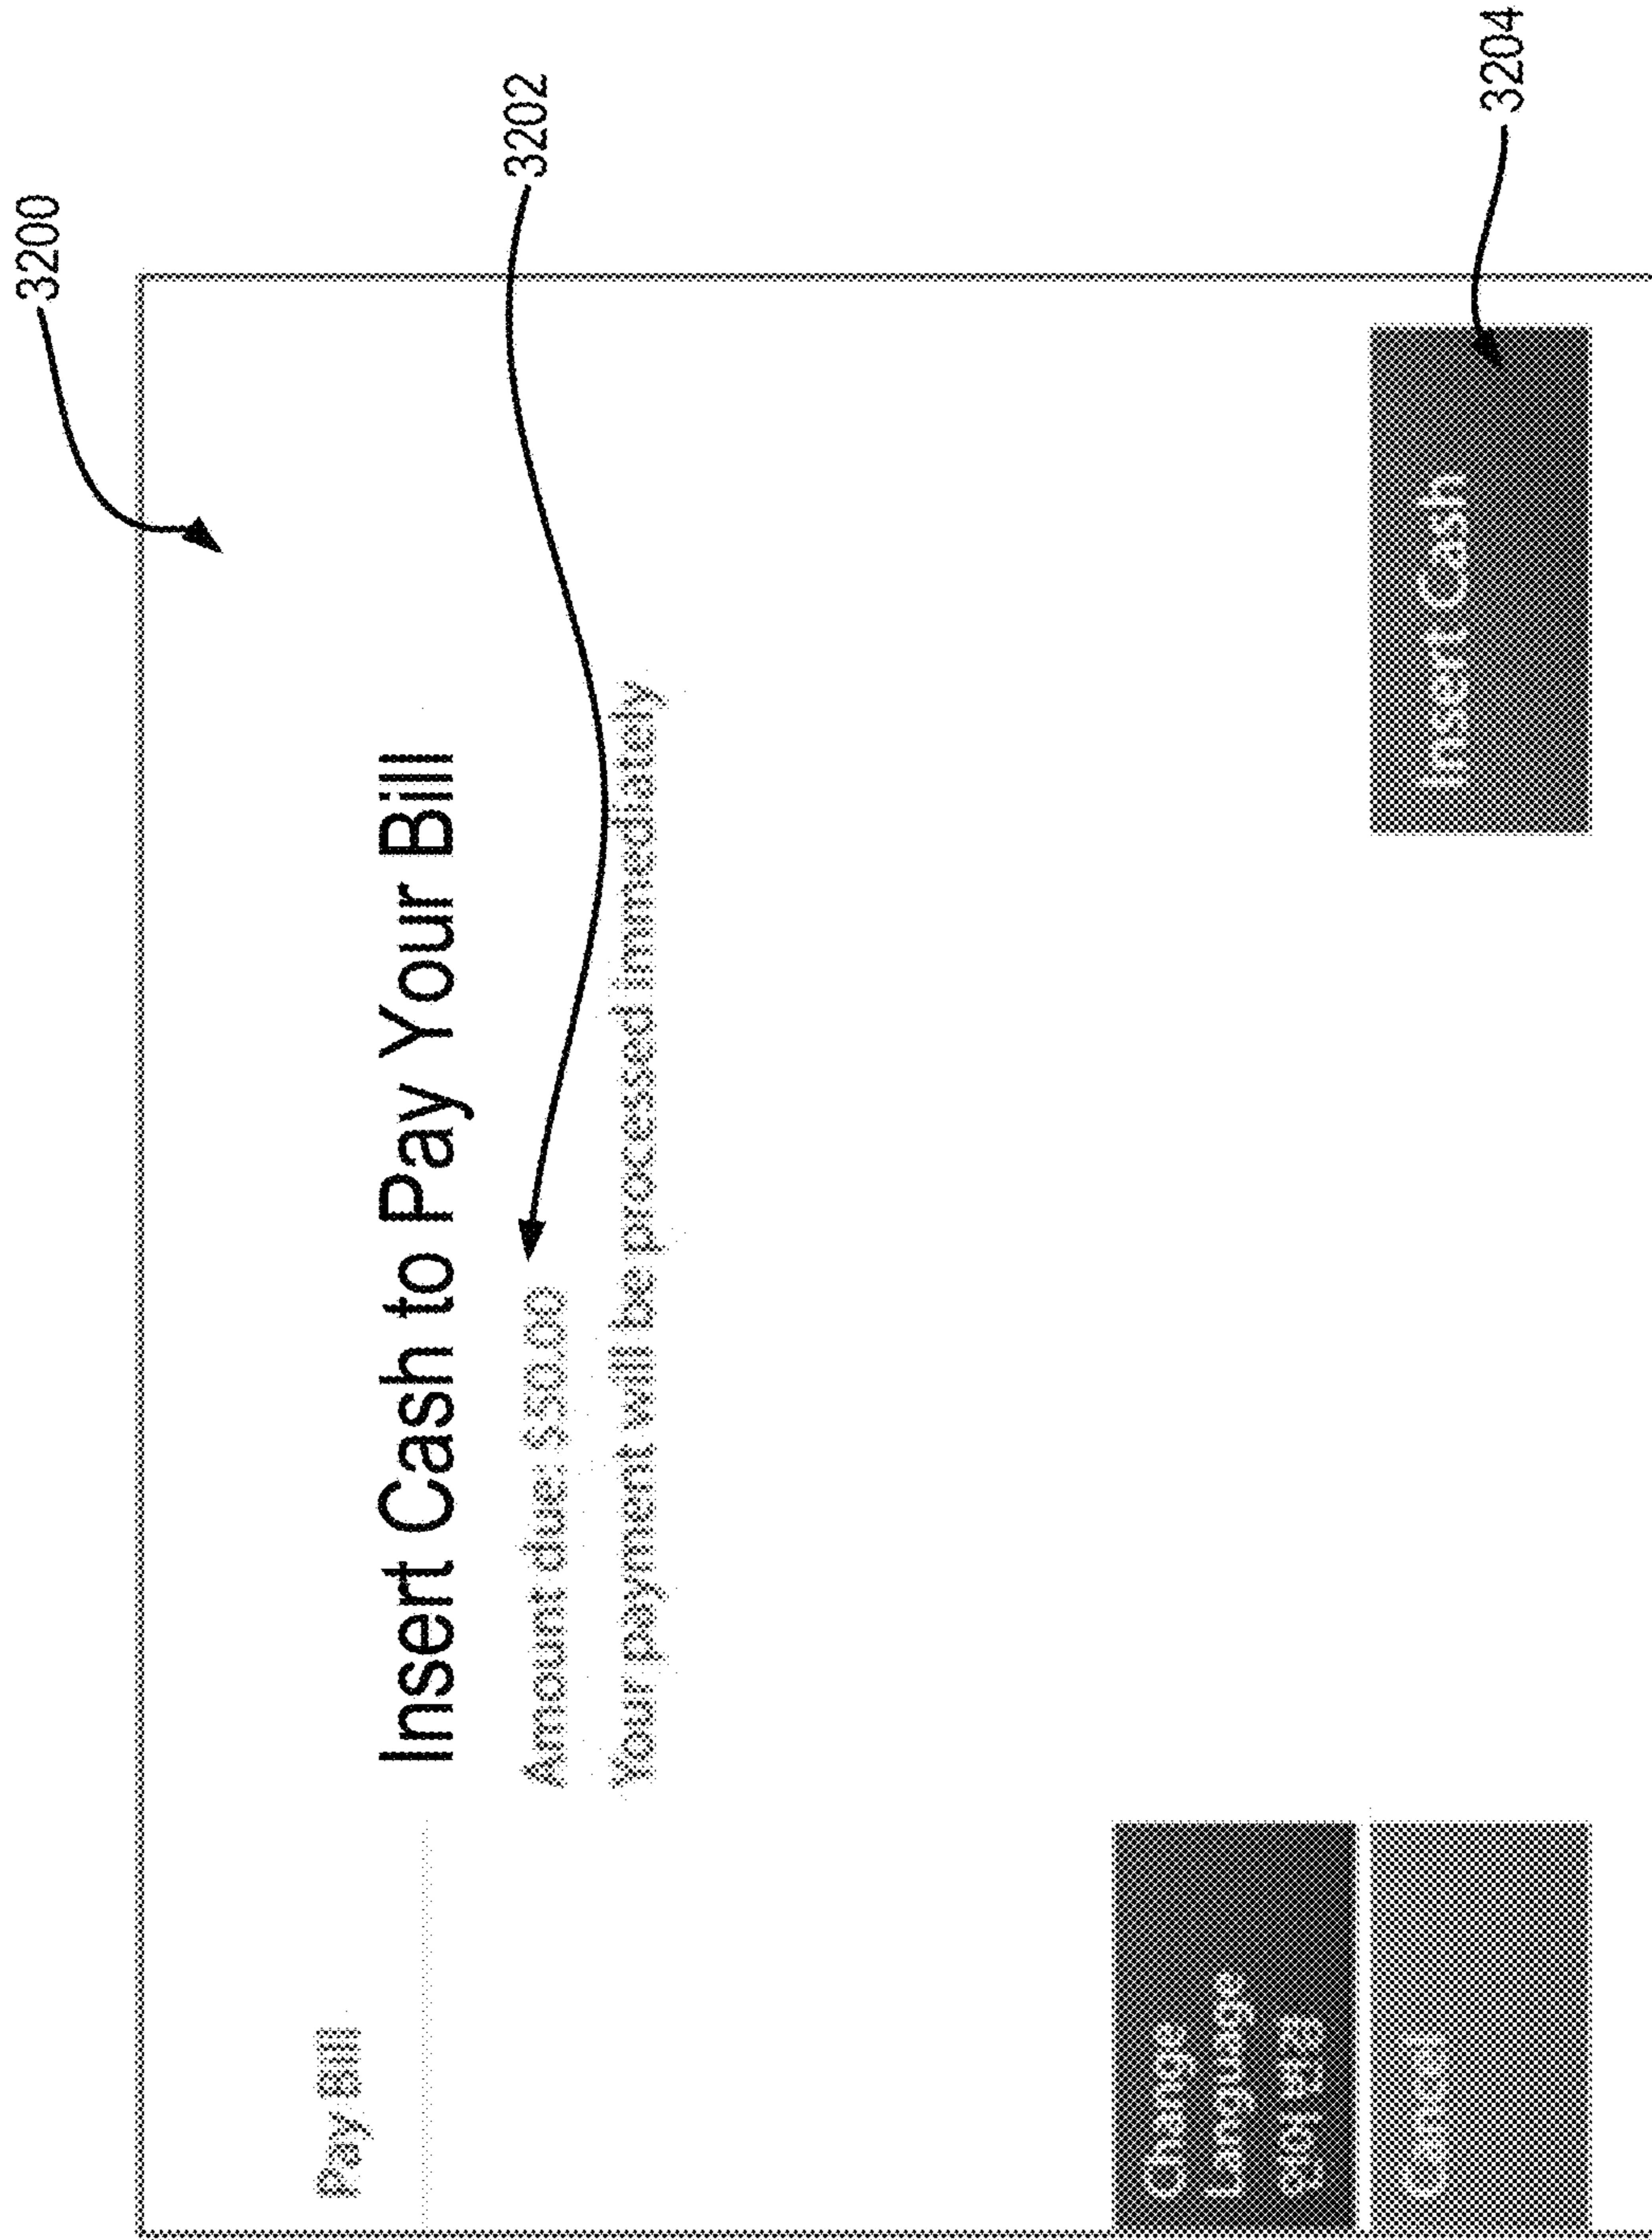 3200
Pay Bill
Insert Cash to Pay Your Bill
3202
Amount due: $50.00
Your payment will be processed immediately
Change
Language
Cancel
Insert Cash
3204